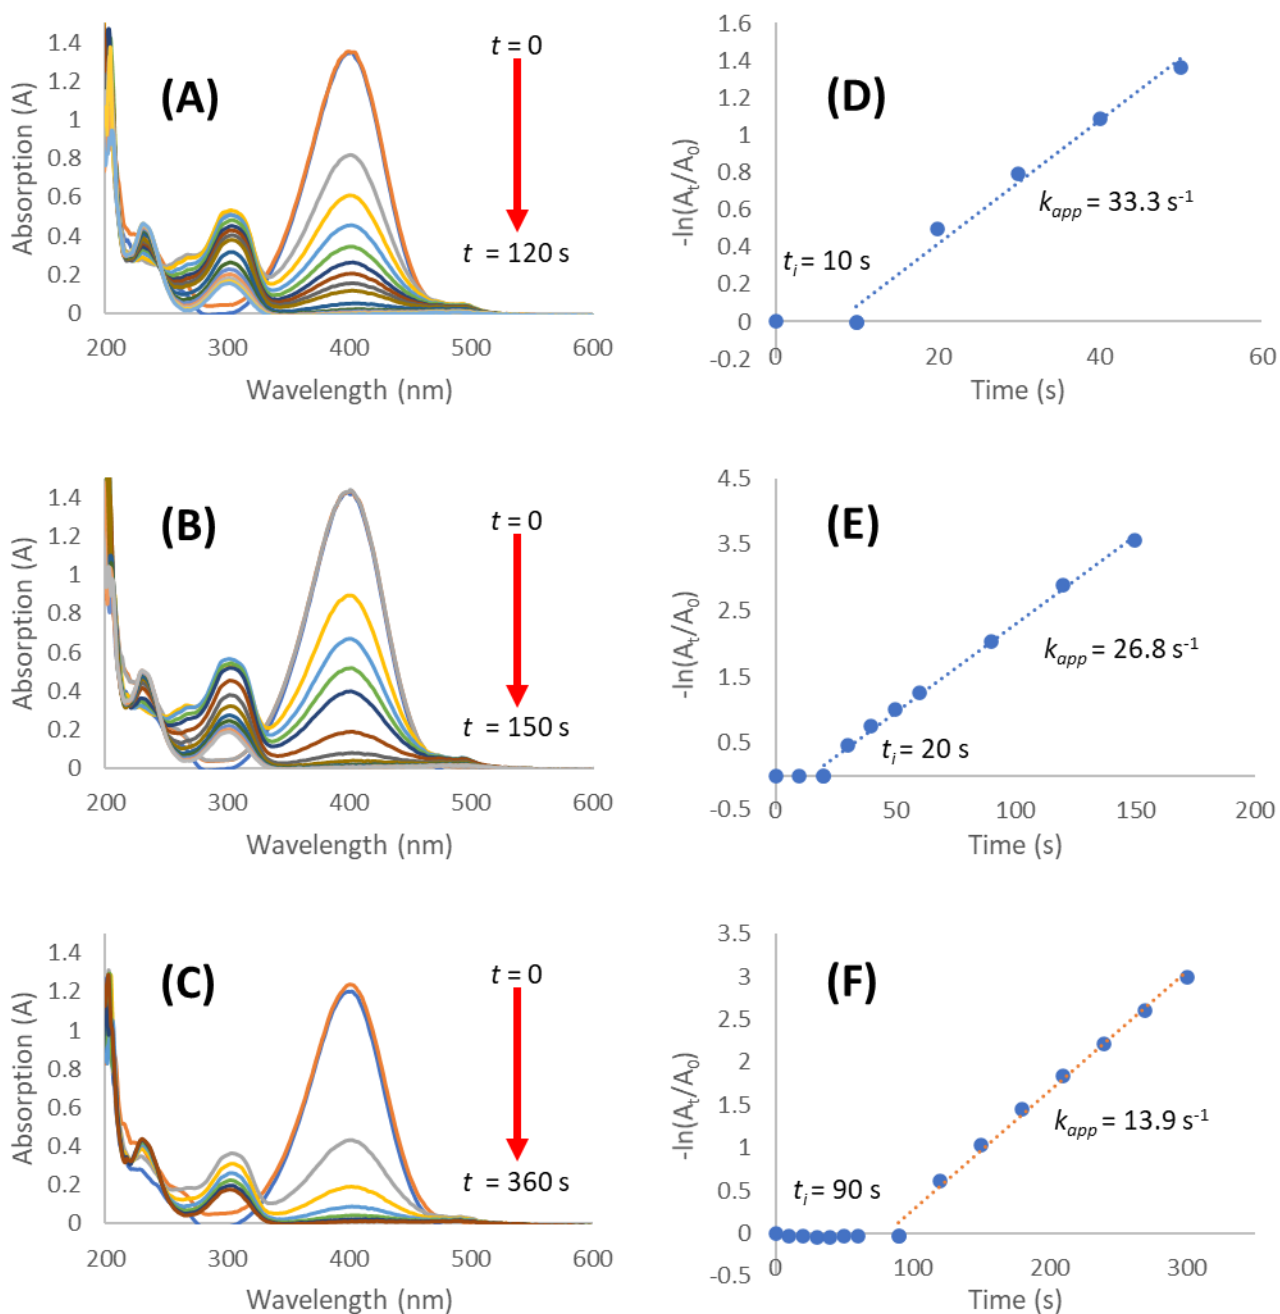 (A)
Absorption (A)
1.4
1.2
1
0.8
0.6
0.4
0.2
0
t = 0
t = 120 s
200 300 400 500 600
Wavelength (nm)
(D)
-ln(At/A0)
1.6
1.4
1.2
1
0.8
0.6
0.4
0.2
0
-0.2
kapp = 33.3 s-1
ti = 10 s
0 20 40 60
Time (s)
(B)
Absorption (A)
1.4
1.2
1
0.8
0.6
0.4
0.2
0
t = 0
t = 150 s
200 300 400 500 600
Wavelength (nm)
(E)
-ln(At/A0)
4.5
3.5
2.5
1.5
0.5
-0.5
kapp = 26.8 s-1
ti = 20 s
0 50 100 150 200
Time (s)
(C)
Absorption (A)
1.4
1.2
1
0.8
0.6
0.4
0.2
0
t = 0
t = 360 s
200 300 400 500 600
Wavelength (nm)
(F)
-ln(At/A0)
3.5
3
2.5
2
1.5
1
0.5
0
-0.5
kapp = 13.9 s-1
ti = 90 s
0 100 200 300
Time (s)